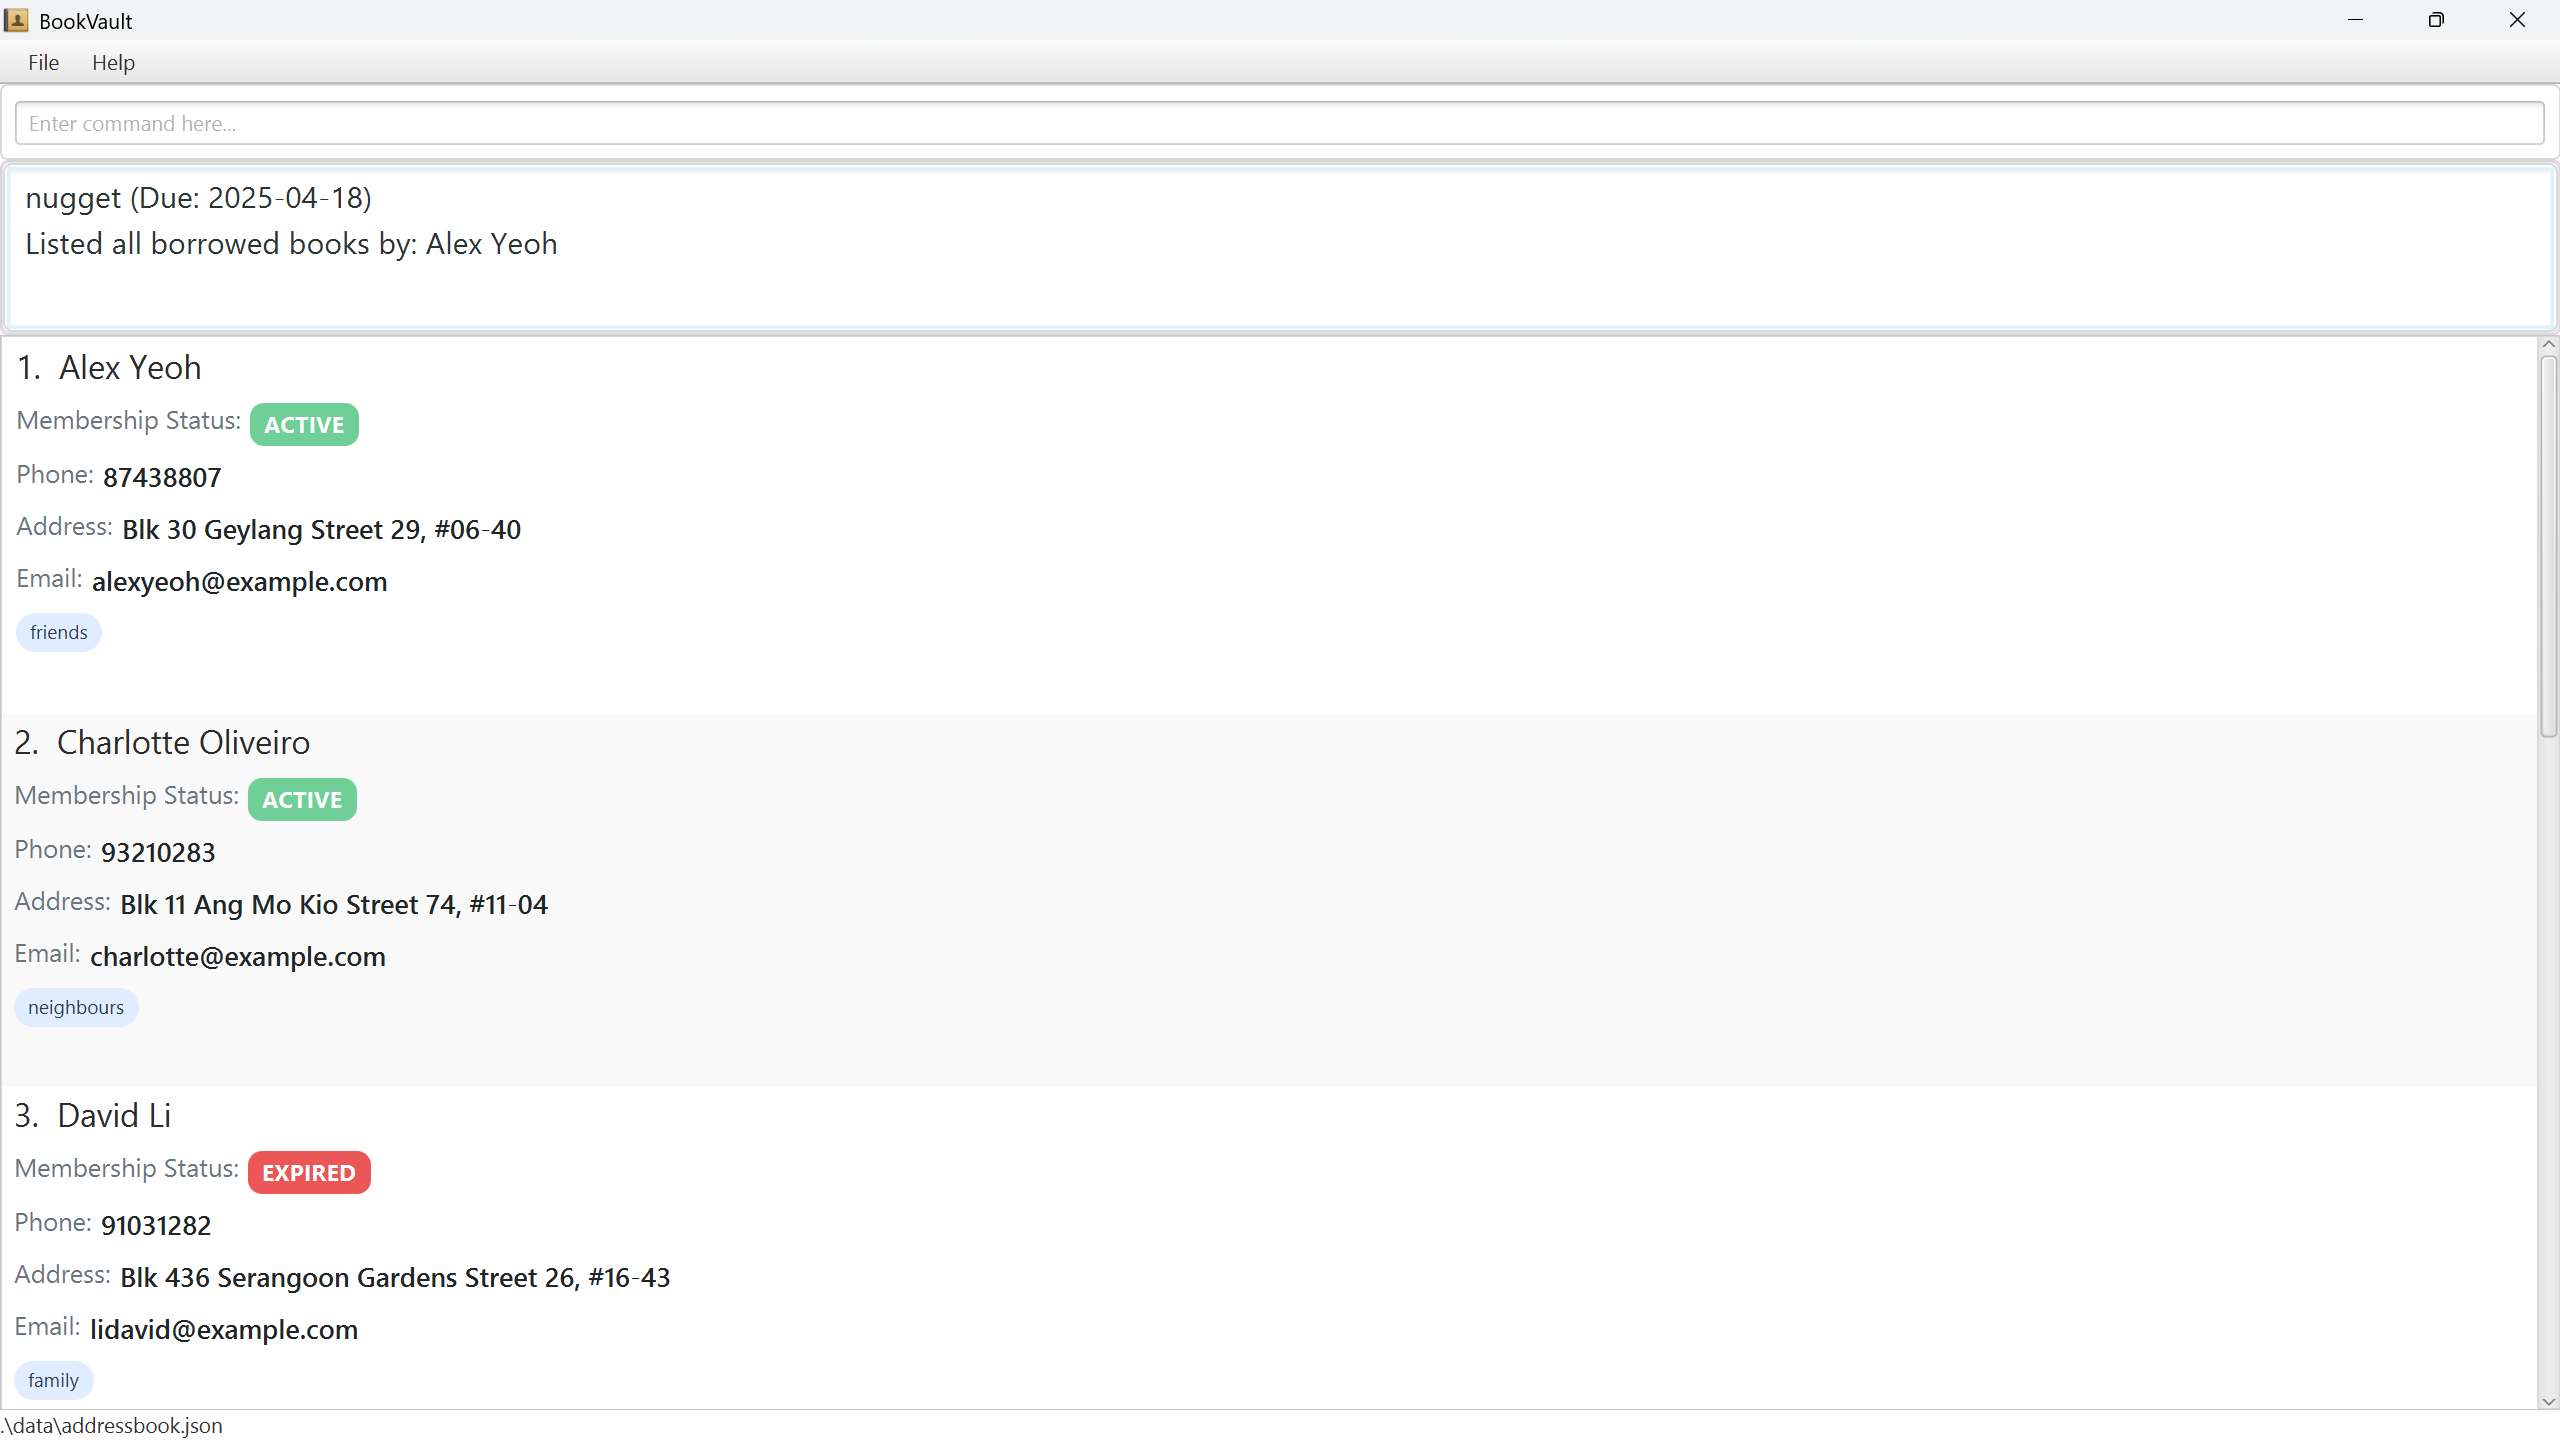 BookVault
File Help
Enter command here...
nugget (Due: 2025-04-18)
Listed all borrowed books by: Alex Yeoh
1. Alex Yeoh
Membership Status: ACTIVE
Phone: 87438807
Address: Blk 30 Geylang Street 29, #06-40
Email: alexyeoh@example.com
friends
2. Charlotte Oliveiro
Membership Status: ACTIVE
Phone: 93210283
Address: Blk 11 Ang Mo Kio Street 74, #11-04
Email: charlotte@example.com
neighbours
3. David Li
Membership Status: EXPIRED
Phone: 91031282
Address: Blk 436 Serangoon Gardens Street 26, #16-43
Email: lidavid@example.com
family
.\data\addressbook.json